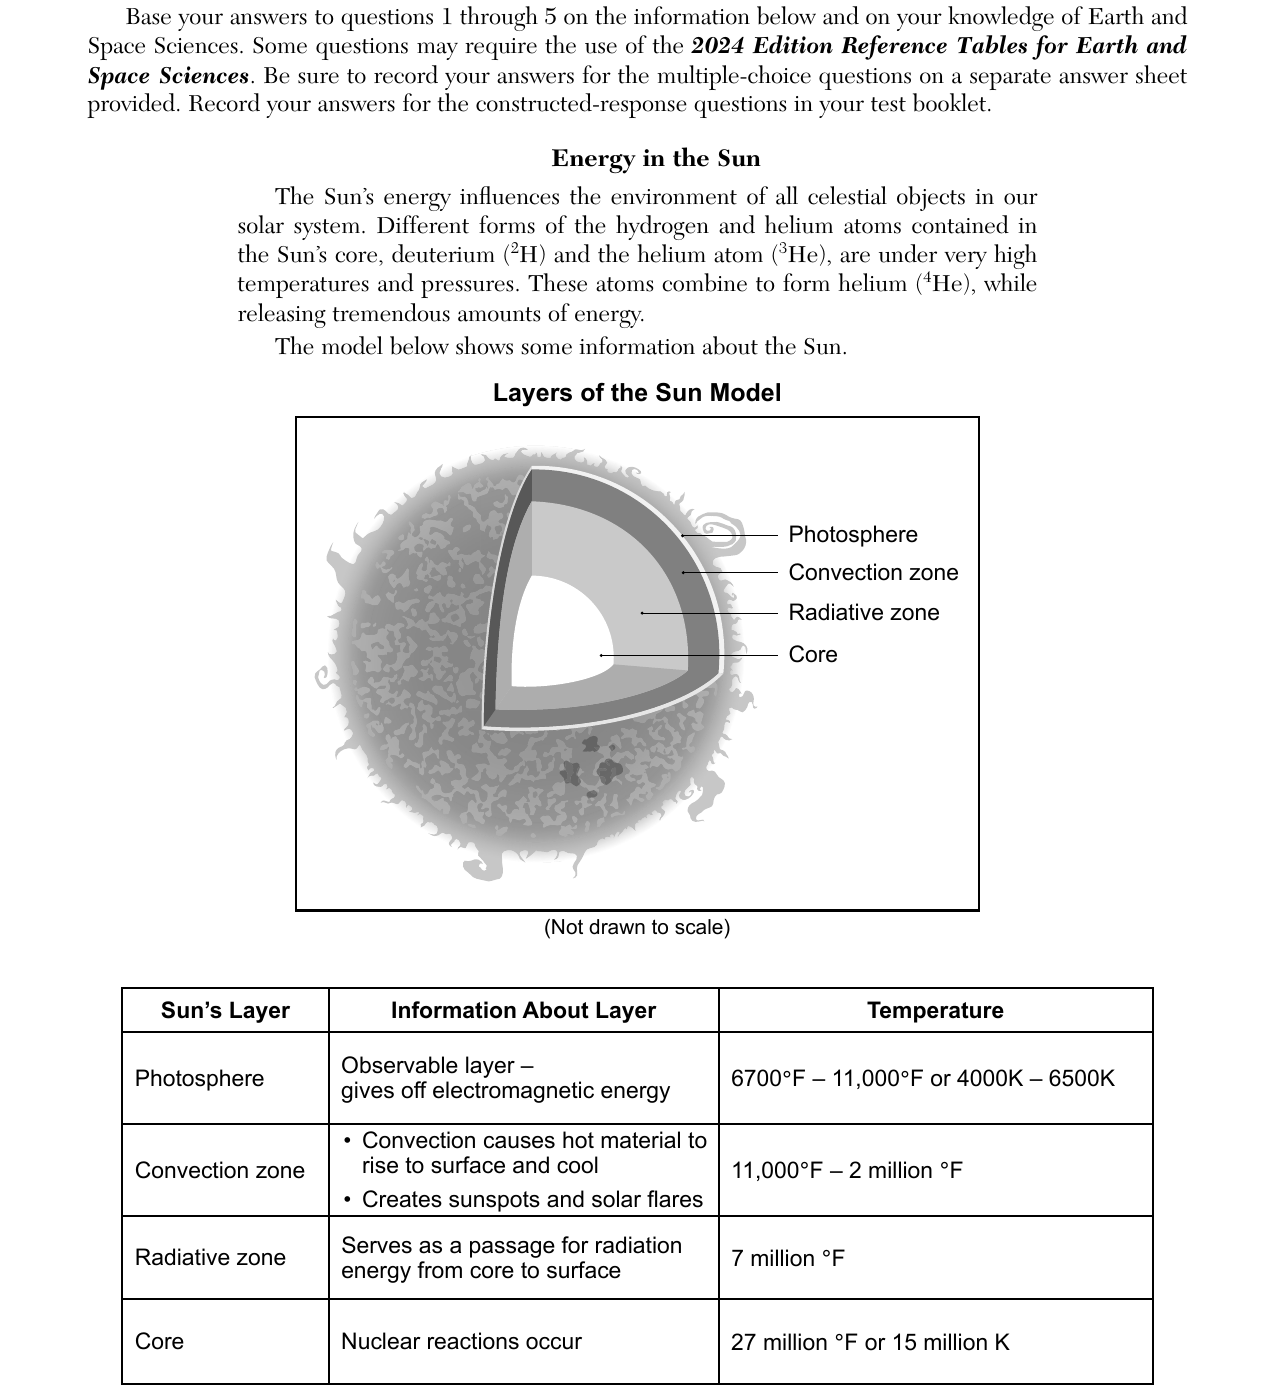 Base your answers to questions 1 through 5 on the information below and on your knowledge of Earth and
Space Sciences. Some questions may require the use of the 2024 Edition Reference Tables for Earth and
Space Sciences. Be sure to record your answers for the multiple-choice questions on a separate answer sheet
provided. Record your answers for the constructed-response questions in your test booklet.
Energy in the Sun
The Sun’s energy influences the environment of all celestial objects in our
solar system. Different forms of the hydrogen and helium atoms contained in
the Sun’s core, deuterium (²H) and the helium atom (³He), are under very high
temperatures and pressures. These atoms combine to form helium (⁴He), while
releasing tremendous amounts of energy.
The model below shows some information about the Sun.
Layers of the Sun Model
Photosphere
Convection zone
Radiative zone
Core
(Not drawn to scale)
Sun’s Layer Information About Layer Temperature
Photosphere
Observable layer –
gives off electromagnetic energy
6700°F – 11,000°F or 4000K – 6500K
Convection zone
• Convection causes hot material to
rise to surface and cool
• Creates sunspots and solar flares
11,000°F – 2 million °F
Radiative zone
Serves as a passage for radiation
energy from core to surface
7 million °F
Core
Nuclear reactions occur
27 million °F or 15 million K